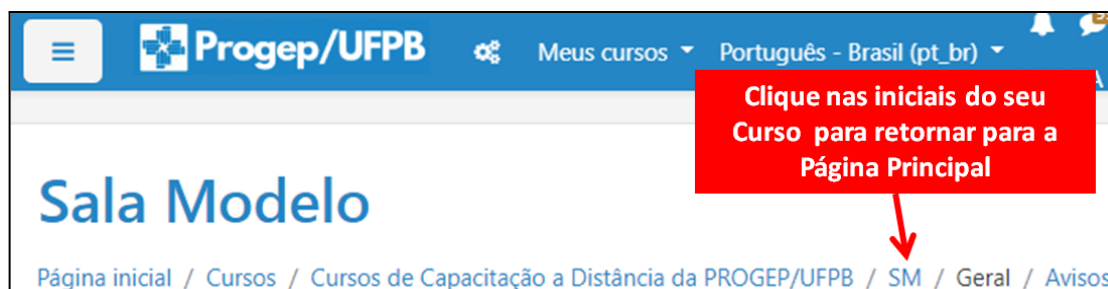 Progep/UFPB Meus cursos Português - Brasil (pt_br)
Clique nas iniciais do seu
Curso para retornar para a
Página Principal
Sala Modelo
Página inicial / Cursos / Cursos de Capacitação a Distância da PROGEP/UFPB / SM / Geral / Avisos